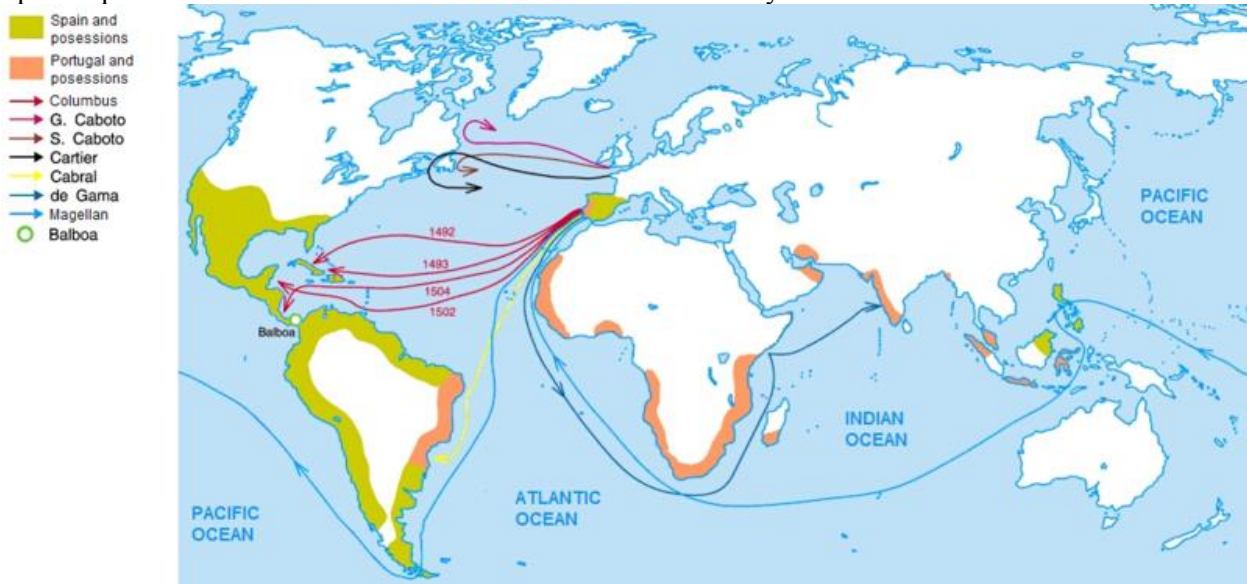 Spain and
posessions
Portugal and
posessions
Columbus
G. Caboto
S. Caboto
Cartier
Cabral
de Gama
Magellan
Balboa
1492
1493
1504
1502
Balboa
PACIFIC
OCEAN
ATLANTIC
OCEAN
INDIAN
OCEAN
PACIFIC
OCEAN